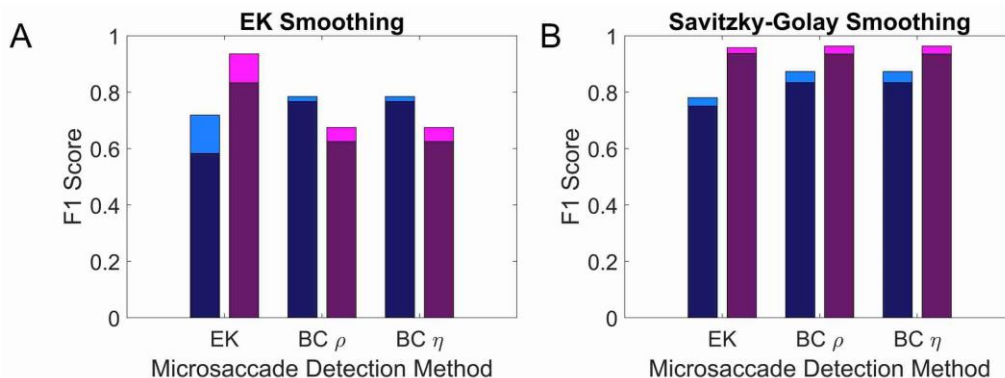 A
EK Smoothing
F1 Score
1
0.8
0.6
0.4
0.2
0
EK
BC ρ
BC η
Microsaccade Detection Method
B
Savitzky-Golay Smoothing
F1 Score
1
0.8
0.6
0.4
0.2
0
EK
BC ρ
BC η
Microsaccade Detection Method